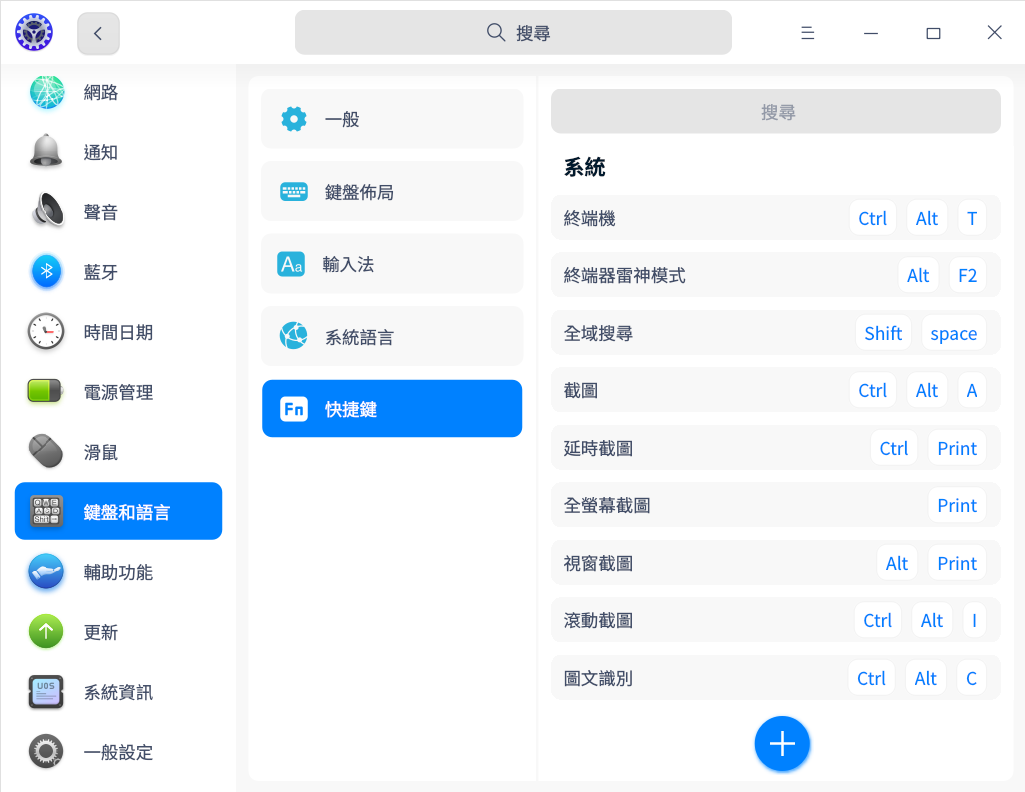 搜尋
網路
通知
聲音
藍牙
時間日期
電源管理
滑鼠
鍵盤和語言
輔助功能
更新
UOS
系統資訊
一般設定
一般
鍵盤佈局
Aa
輸入法
系統語言
Fn
快捷鍵
搜尋
系統
終端機 Ctrl Alt T
終端器雷神模式 Alt F2
全域搜尋 Shift space
截圖 Ctrl Alt A
延時截圖 Ctrl Print
全螢幕截圖 Print
視窗截圖 Alt Print
滾動截圖 Ctrl Alt I
圖文識別 Ctrl Alt C